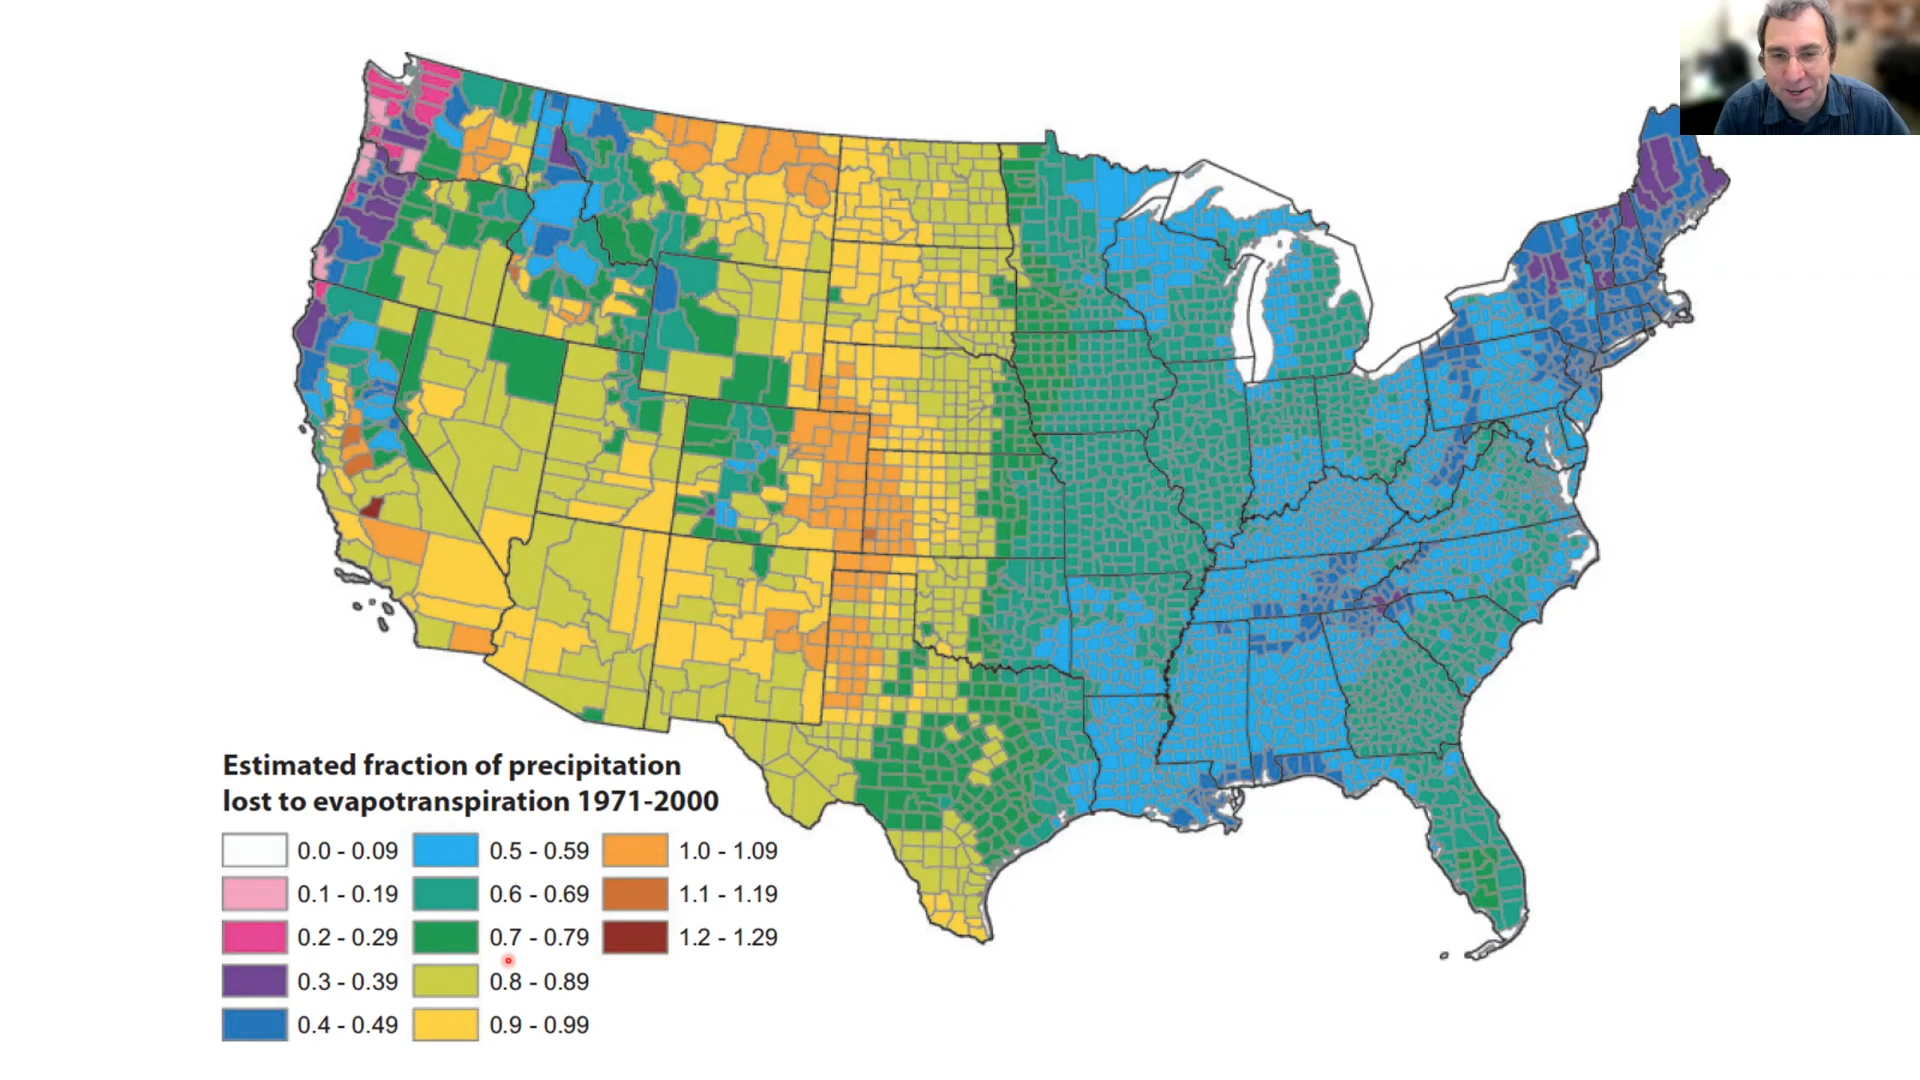 Estimated fraction of precipitation
lost to evapotranspiration 1971-2000
0.0 - 0.09
0.1 - 0.19
0.2 - 0.29
0.3 - 0.39
0.4 - 0.49
0.5 - 0.59
0.6 - 0.69
0.7 - 0.79
0.8 - 0.89
0.9 - 0.99
1.0 - 1.09
1.1 - 1.19
1.2 - 1.29